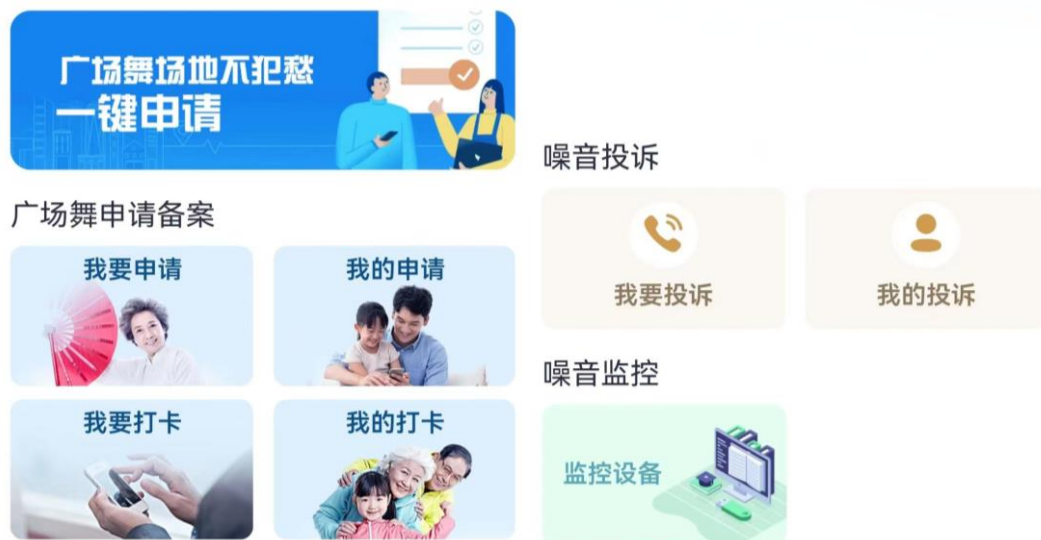 广场舞场地不犯愁
一键申请
广场舞申请备案
我要申请
我的申请
我要打卡
我的打卡
噪音投诉
我要投诉
我的投诉
噪音监控
监控设备